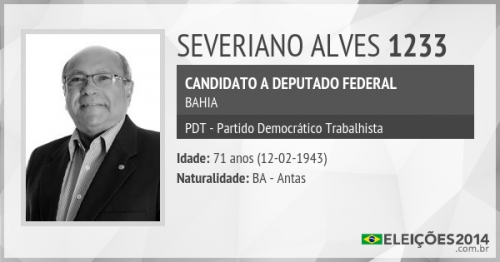 SEVERIANO ALVES 1233
CANDIDATO A DEPUTADO FEDERAL
BAHIA
PDT - Partido Democrático Trabalhista
Idade: 71 anos (12-02-1943)
Naturalidade: BA - Antas
ELEIÇÕES2014
.com.br